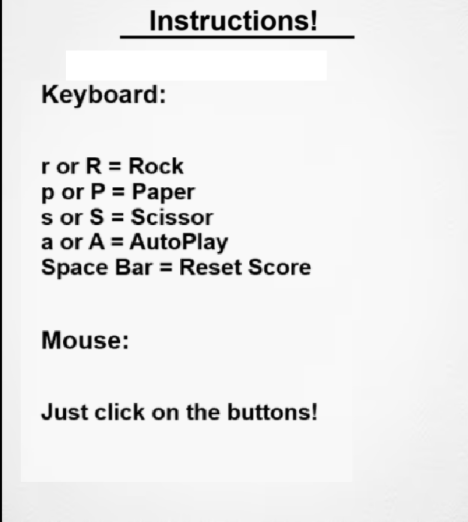 Instructions!
Keyboard:
r or R = Rock
p or P = Paper
s or S = Scissor
a or A = AutoPlay
Space Bar = Reset Score
Mouse:
Just click on the buttons!